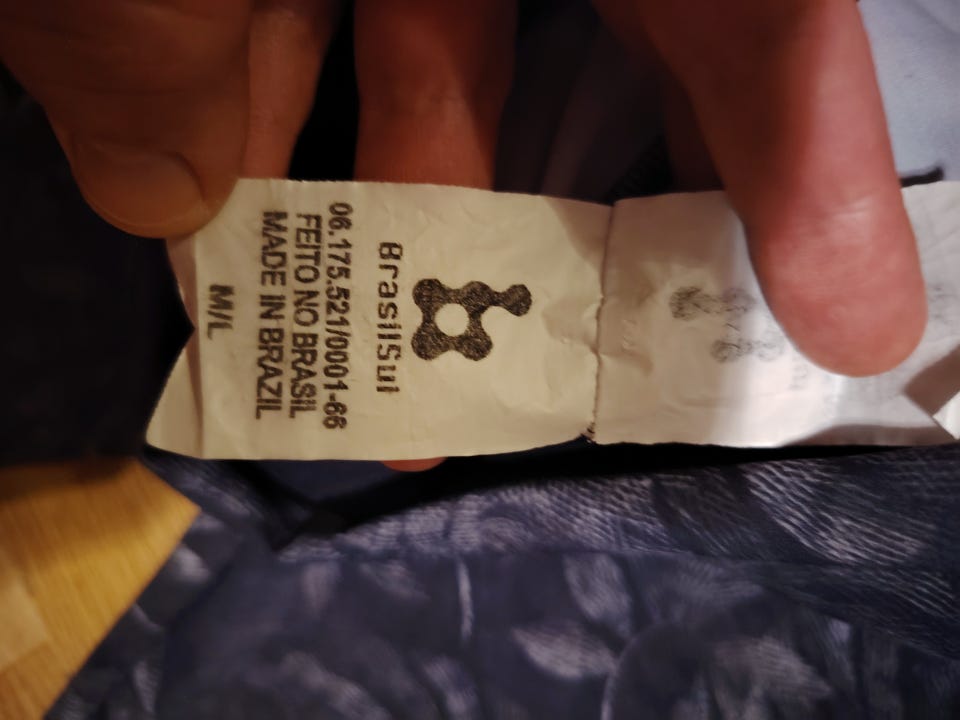 BrasilSul
06.175.521/0001-66
FEITO NO BRASIL
MADE IN BRAZIL
M/L